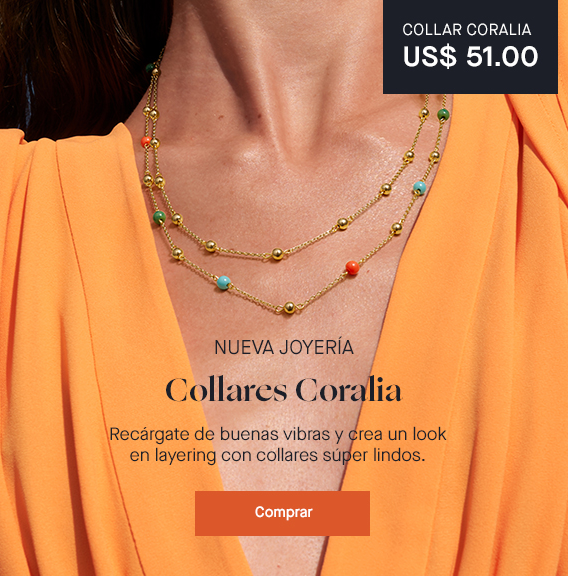 COLLAR CORALIA
US$ 51.00
NUEVA JOYERÍA
Collares Coralia
Recárgate de buenas vibras y crea un look
en layering con collares súper lindos.
Comprar